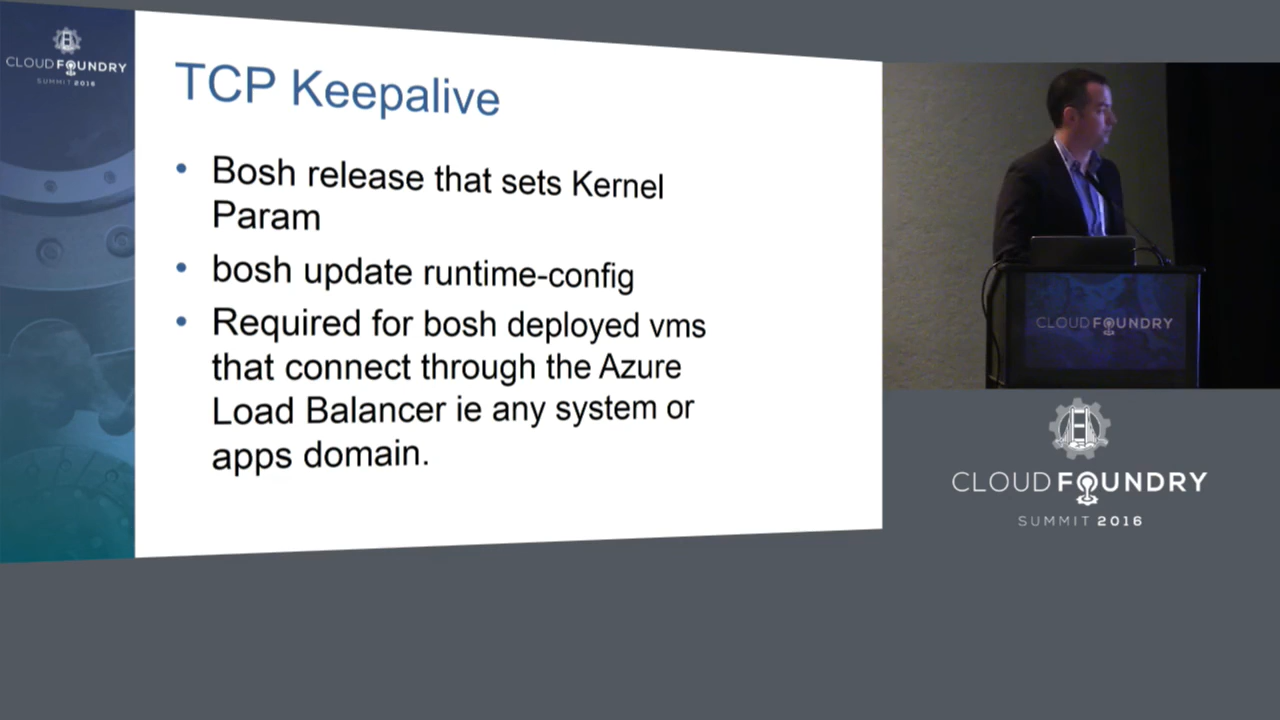 CLOUD FOUNDRY
SUMMIT 2016
TCP Keepalive
• Bosh release that sets Kernel
Param
• bosh update runtime-config
• Required for bosh deployed vms
that connect through the Azure
Load Balancer ie any system or
apps domain.
CLOUD FOUNDRY
CLOUD FOUNDRY
SUMMIT 2016